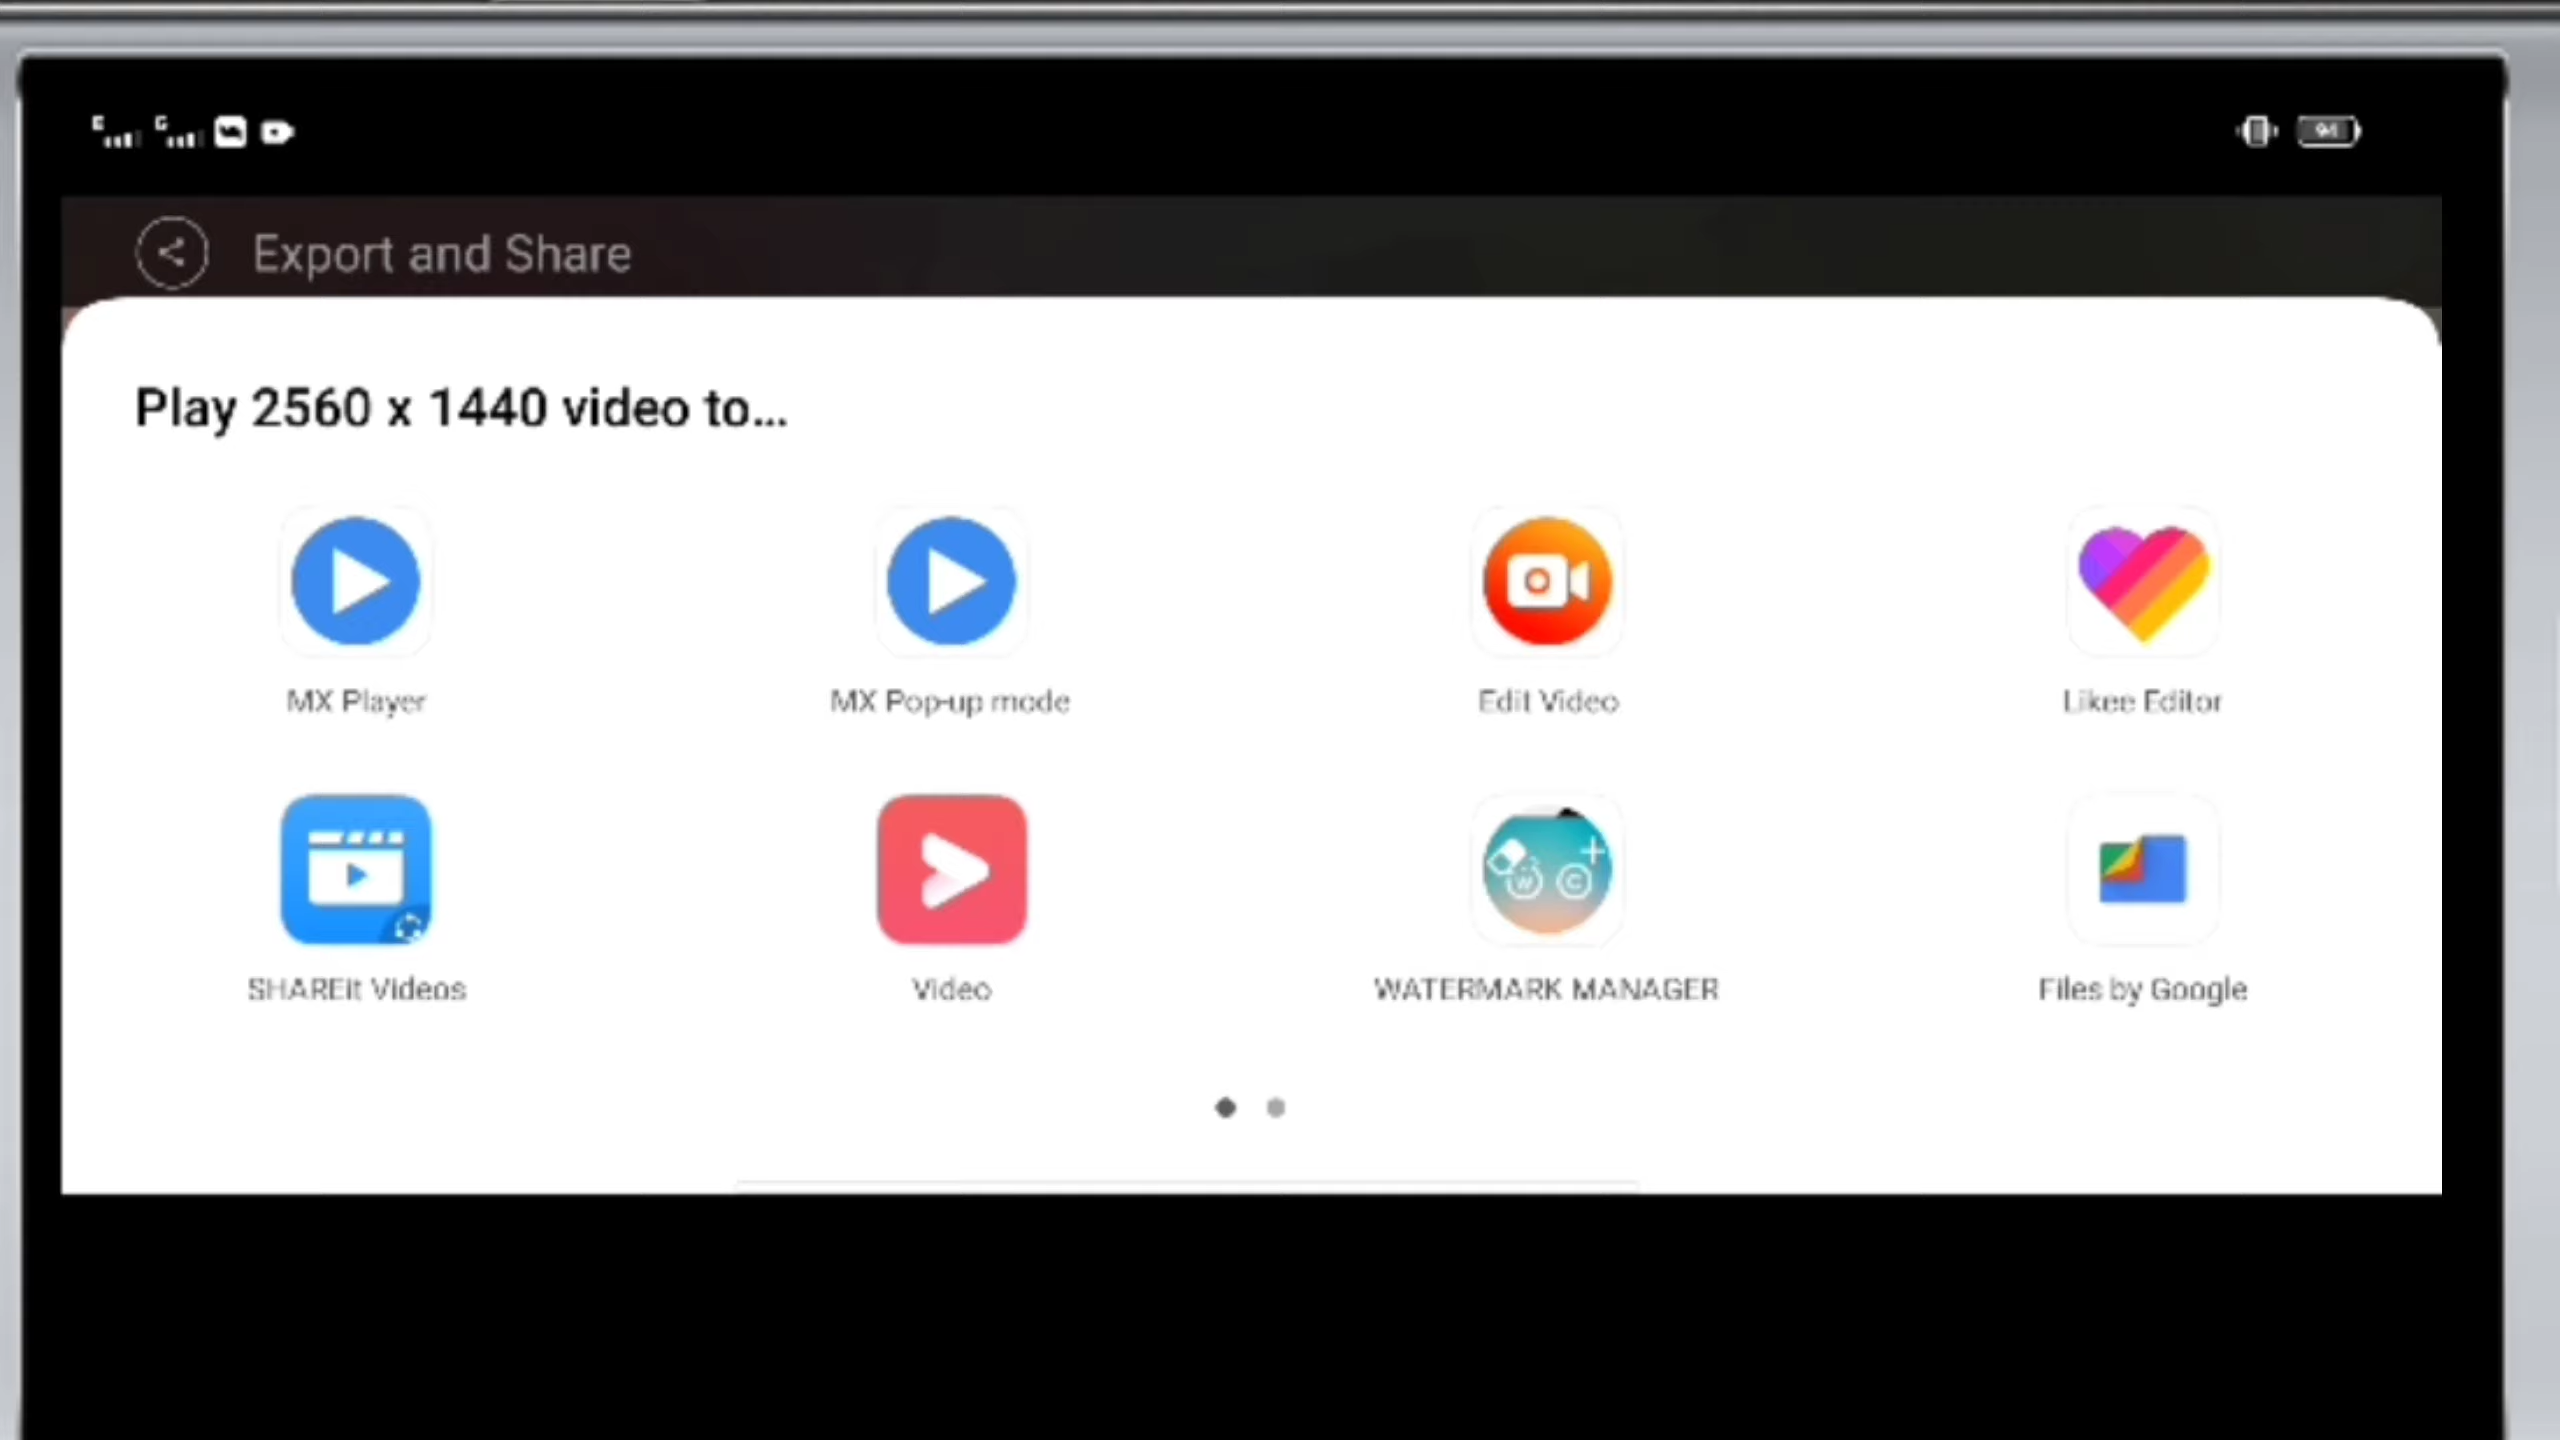 Export and Share
Play 2560 x 1440 video to...
MX Player
MX Pop-up mode
Edit Video
Likee Editor
SHAREit Videos
Video
WATERMARK MANAGER
Files by Google